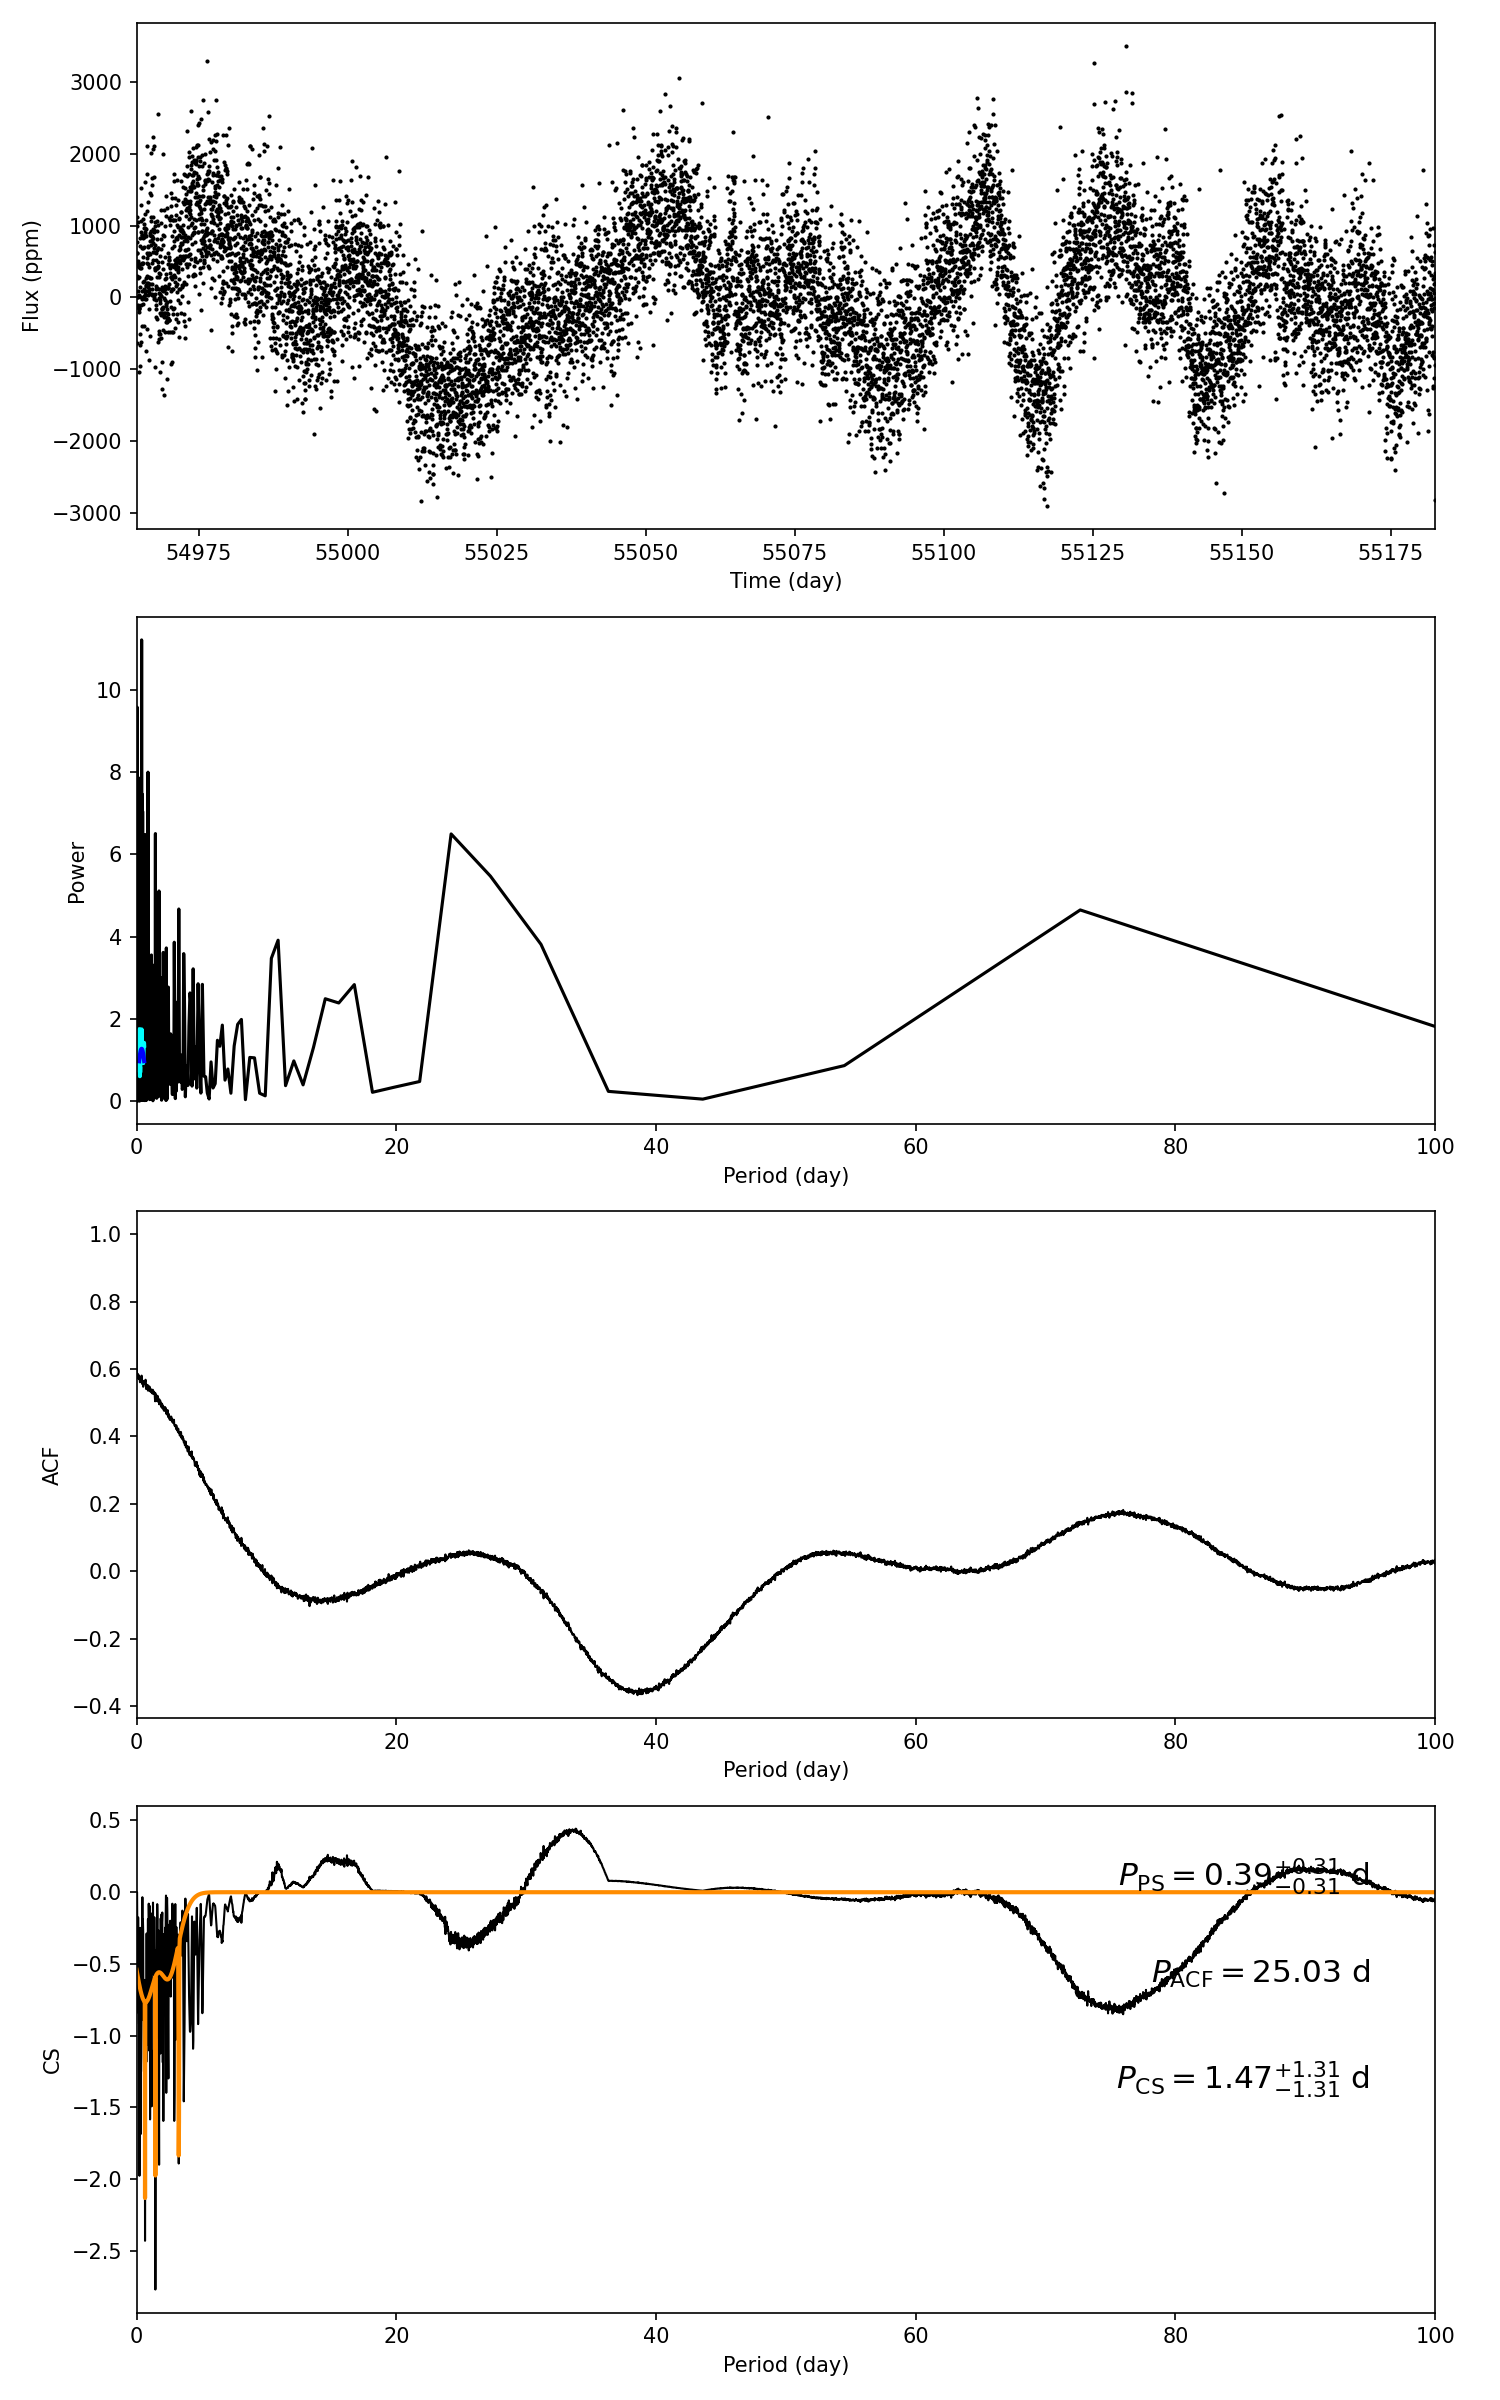 3000
2000
1000
0
−1000
−2000
−3000
Flux (ppm)
54975 55000 55025 55050 55075 55100 55125 55150 55175
Time (day)
10
8
6
4
2
0
Power
0 20 40 60 80 100
Period (day)
1.0
0.8
0.6
0.4
0.2
0.0
−0.2
−0.4
ACF
0 20 40 60 80 100
Period (day)
0.5
0.0
−0.5
−1.0
−1.5
−2.0
−2.5
CS
P_PS = 0.39 +0.31 −0.31 d
P_ACF = 25.03 d
P_CS = 1.47 +1.31 −1.31 d
0 20 40 60 80 100
Period (day)